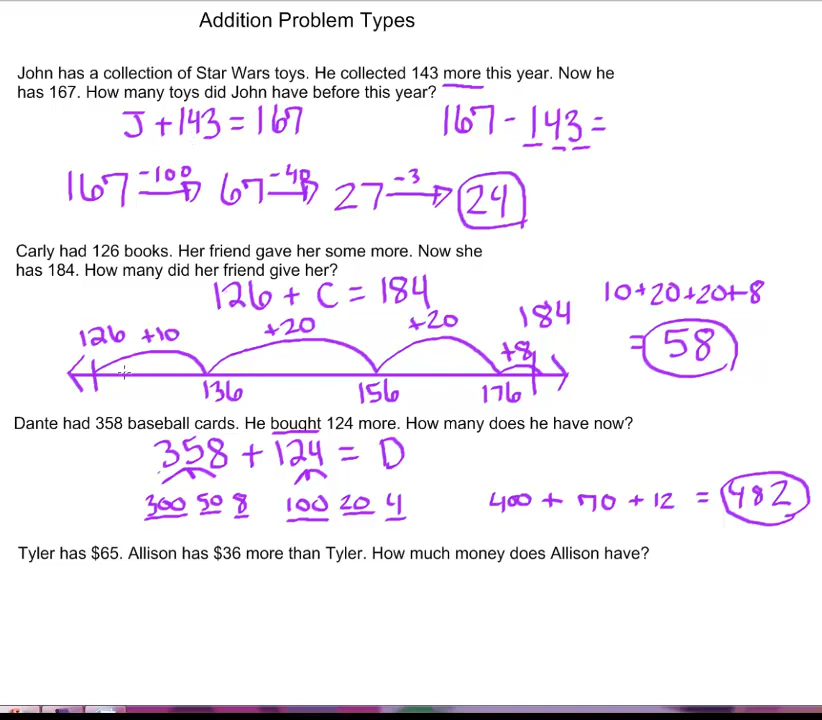 Addition Problem Types
John has a collection of Star Wars toys. He collected 143 more this year. Now he
has 167. How many toys did John have before this year?
J + 143 = 167
167 - 143 =
167 -100 67 -40 27 -3 24
Carly had 126 books. Her friend gave her some more. Now she
has 184. How many did her friend give her?
126 + C = 184
10+20+20+8
126 +10 +20 +20 +8 184
= 58
136 156 176
Dante had 358 baseball cards. He bought 124 more. How many does he have now?
358 + 124 = D
300 50 8 100 20 4 400 + 70 + 12 = 482
Tyler has $65. Allison has $36 more than Tyler. How much money does Allison have?